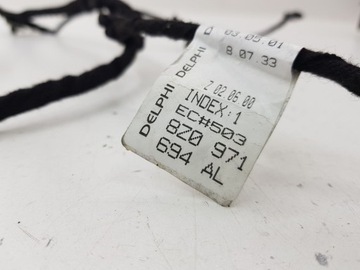 03.05.01
8 07.33
DELPHI
2 02 06 00
INDEX:1
EC#503
8Z0 971
694 AL
DELPHI